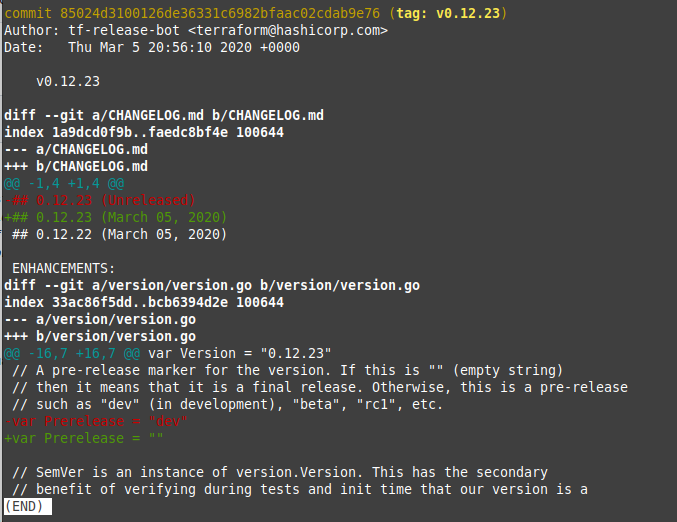 commit 85024d3100126de36331c6982bfaac02cdab9e76 (tag: v0.12.23)
Author: tf-release-bot <terraform@hashicorp.com>
Date:   Thu Mar 5 20:56:10 2020 +0000

    v0.12.23

diff --git a/CHANGELOG.md b/CHANGELOG.md
index 1a9dcd0f9b..faedc8bf4e 100644
--- a/CHANGELOG.md
+++ b/CHANGELOG.md
@@ -1,4 +1,4 @@
-## 0.12.23 (Unreleased)
+## 0.12.23 (March 05, 2020)
 ## 0.12.22 (March 05, 2020)

 ENHANCEMENTS:
diff --git a/version/version.go b/version/version.go
index 33ac86f5dd..bcb6394d2e 100644
--- a/version/version.go
+++ b/version/version.go
@@ -16,7 +16,7 @@ var Version = "0.12.23"
 // A pre-release marker for the version. If this is "" (empty string)
 // then it means that it is a final release. Otherwise, this is a pre-release
 // such as "dev" (in development), "beta", "rc1", etc.
-var Prerelease = "dev"
+var Prerelease = ""

 // SemVer is an instance of version.Version. This has the secondary
 // benefit of verifying during tests and init time that our version is a
(END)